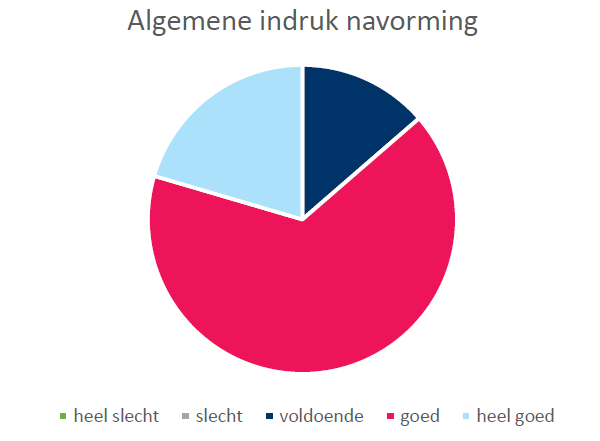 Algemene indruk navorming
heel slecht slecht voldoende goed heel goed